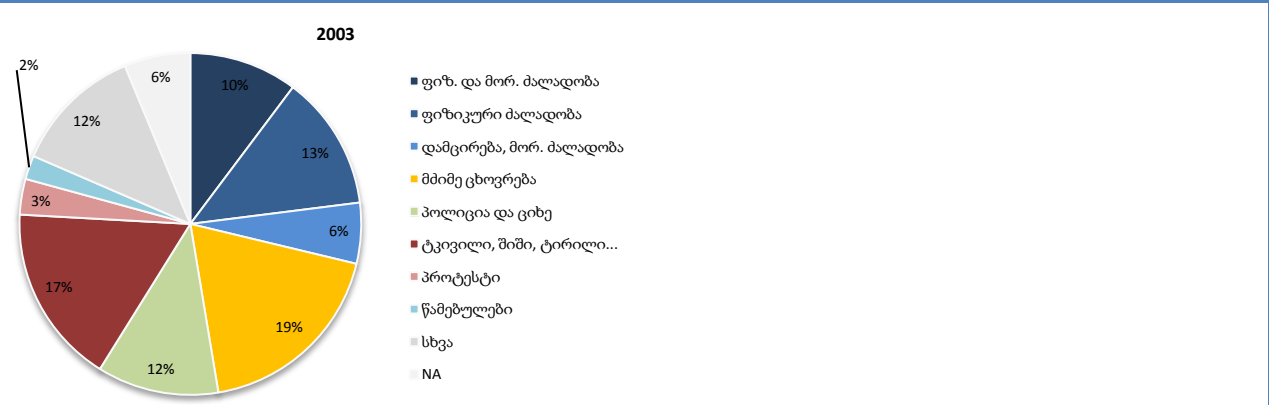 2003
2%
6%
10%
12%
13%
3%
6%
17%
19%
12%
ფიზ. და მორ. ძალადობა
ფიზიკური ძალადობა
დამცირება, მორ. ძალადობა
მძიმე ცხოვრება
პოლიცია და ციხე
ტკივილი, შიში, ტირილი...
პროტესტი
წამებულები
სხვა
NA